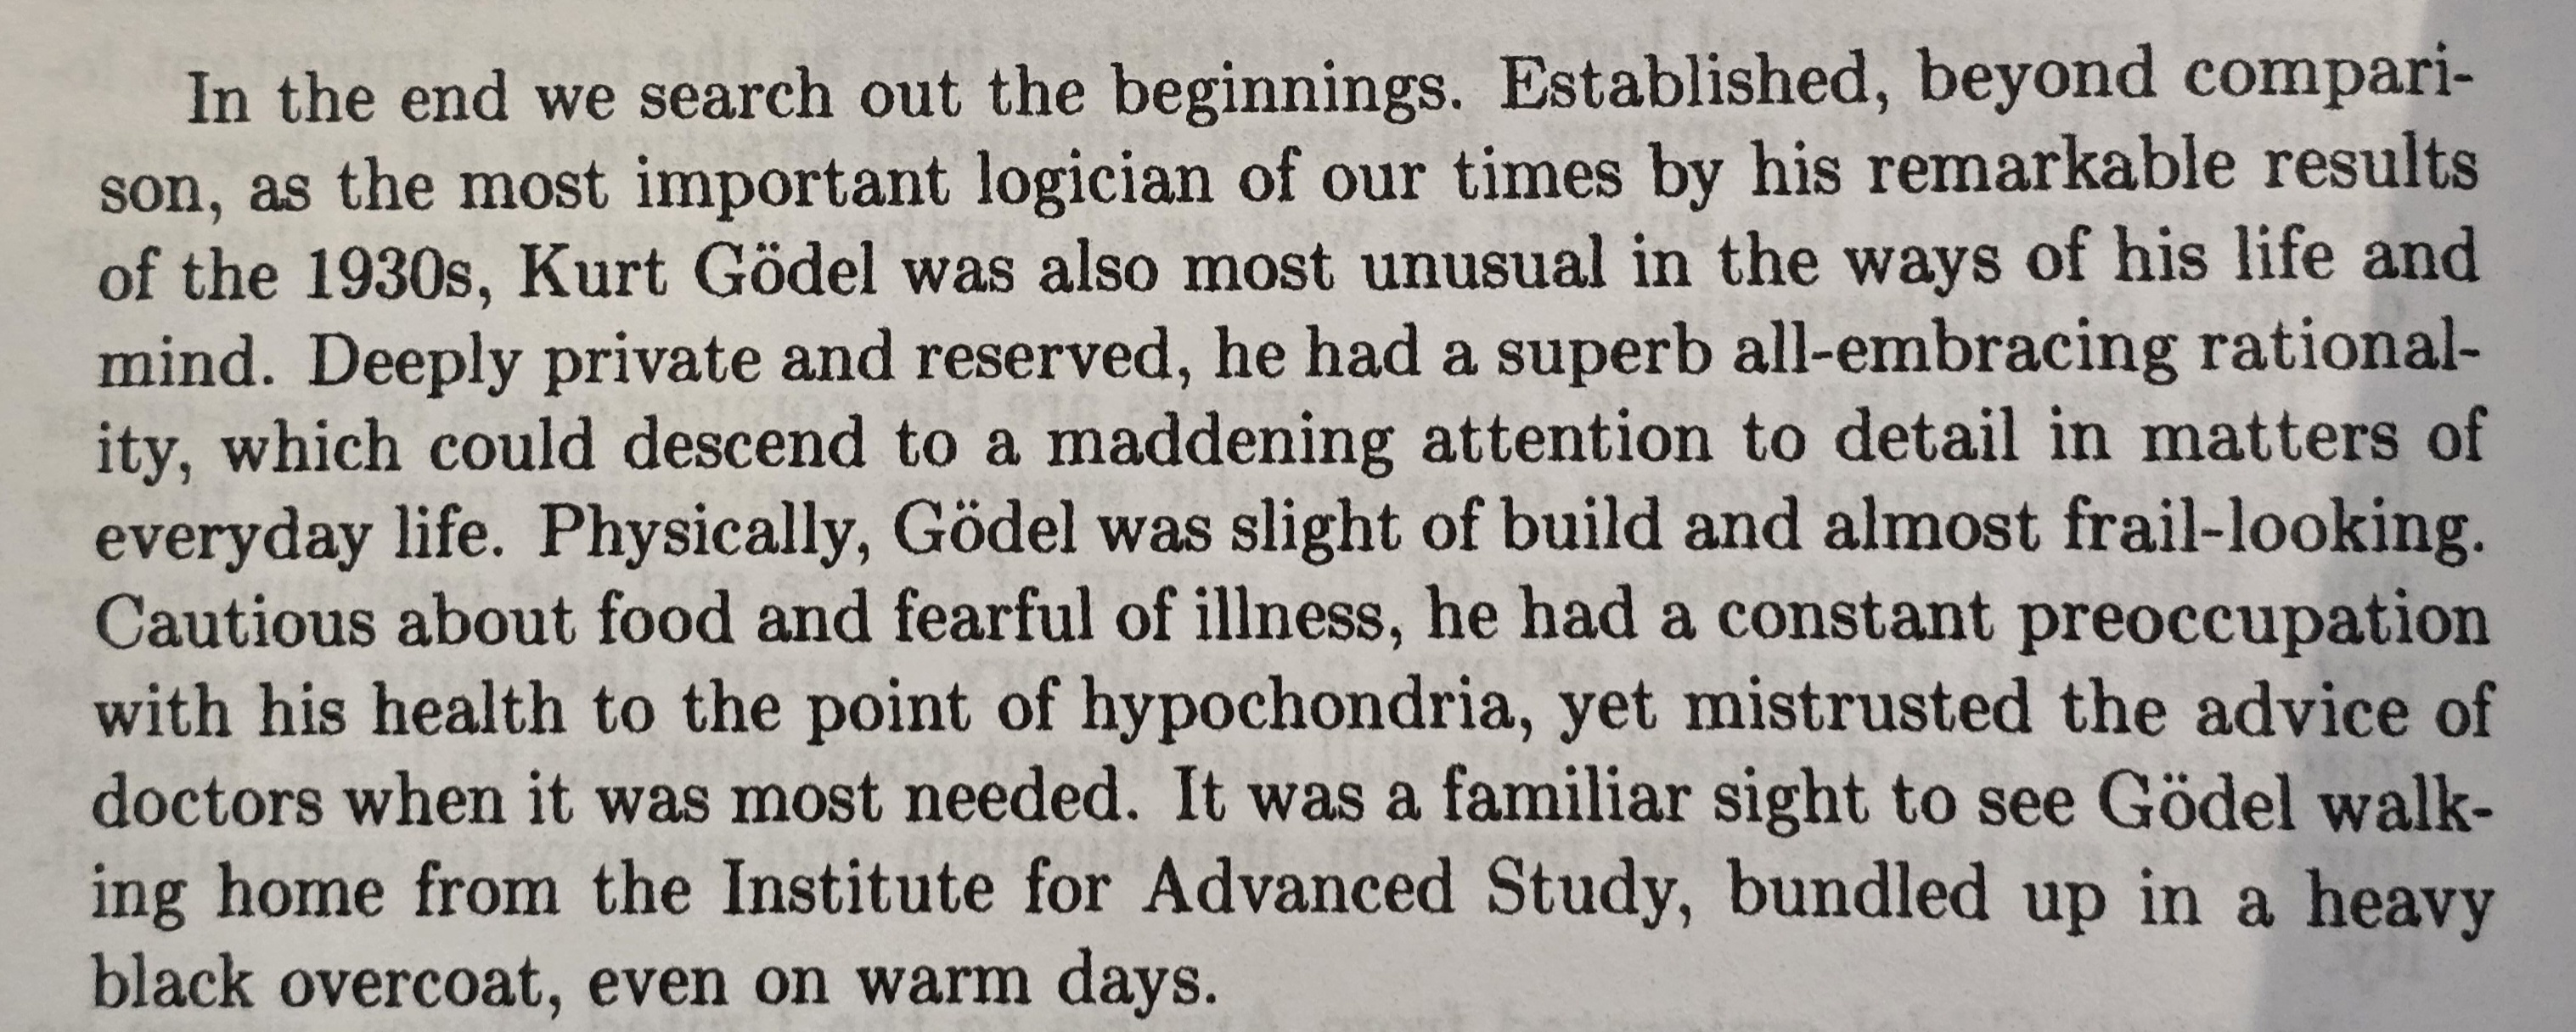 In the end we search out the beginnings. Established, beyond compari-
son, as the most important logician of our times by his remarkable results
of the 1930s, Kurt Gödel was also most unusual in the ways of his life and
mind. Deeply private and reserved, he had a superb all-embracing rational-
ity, which could descend to a maddening attention to detail in matters of
everyday life. Physically, Gödel was slight of build and almost frail-looking.
Cautious about food and fearful of illness, he had a constant preoccupation
with his health to the point of hypochondria, yet mistrusted the advice of
doctors when it was most needed. It was a familiar sight to see Gödel walk-
ing home from the Institute for Advanced Study, bundled up in a heavy
black overcoat, even on warm days.